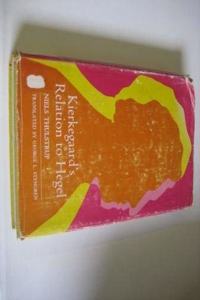 Kierkegaard's
Relation to Hegel
NIELS THULSTRUP
TRANSLATED BY GEORGE L. STENGREN